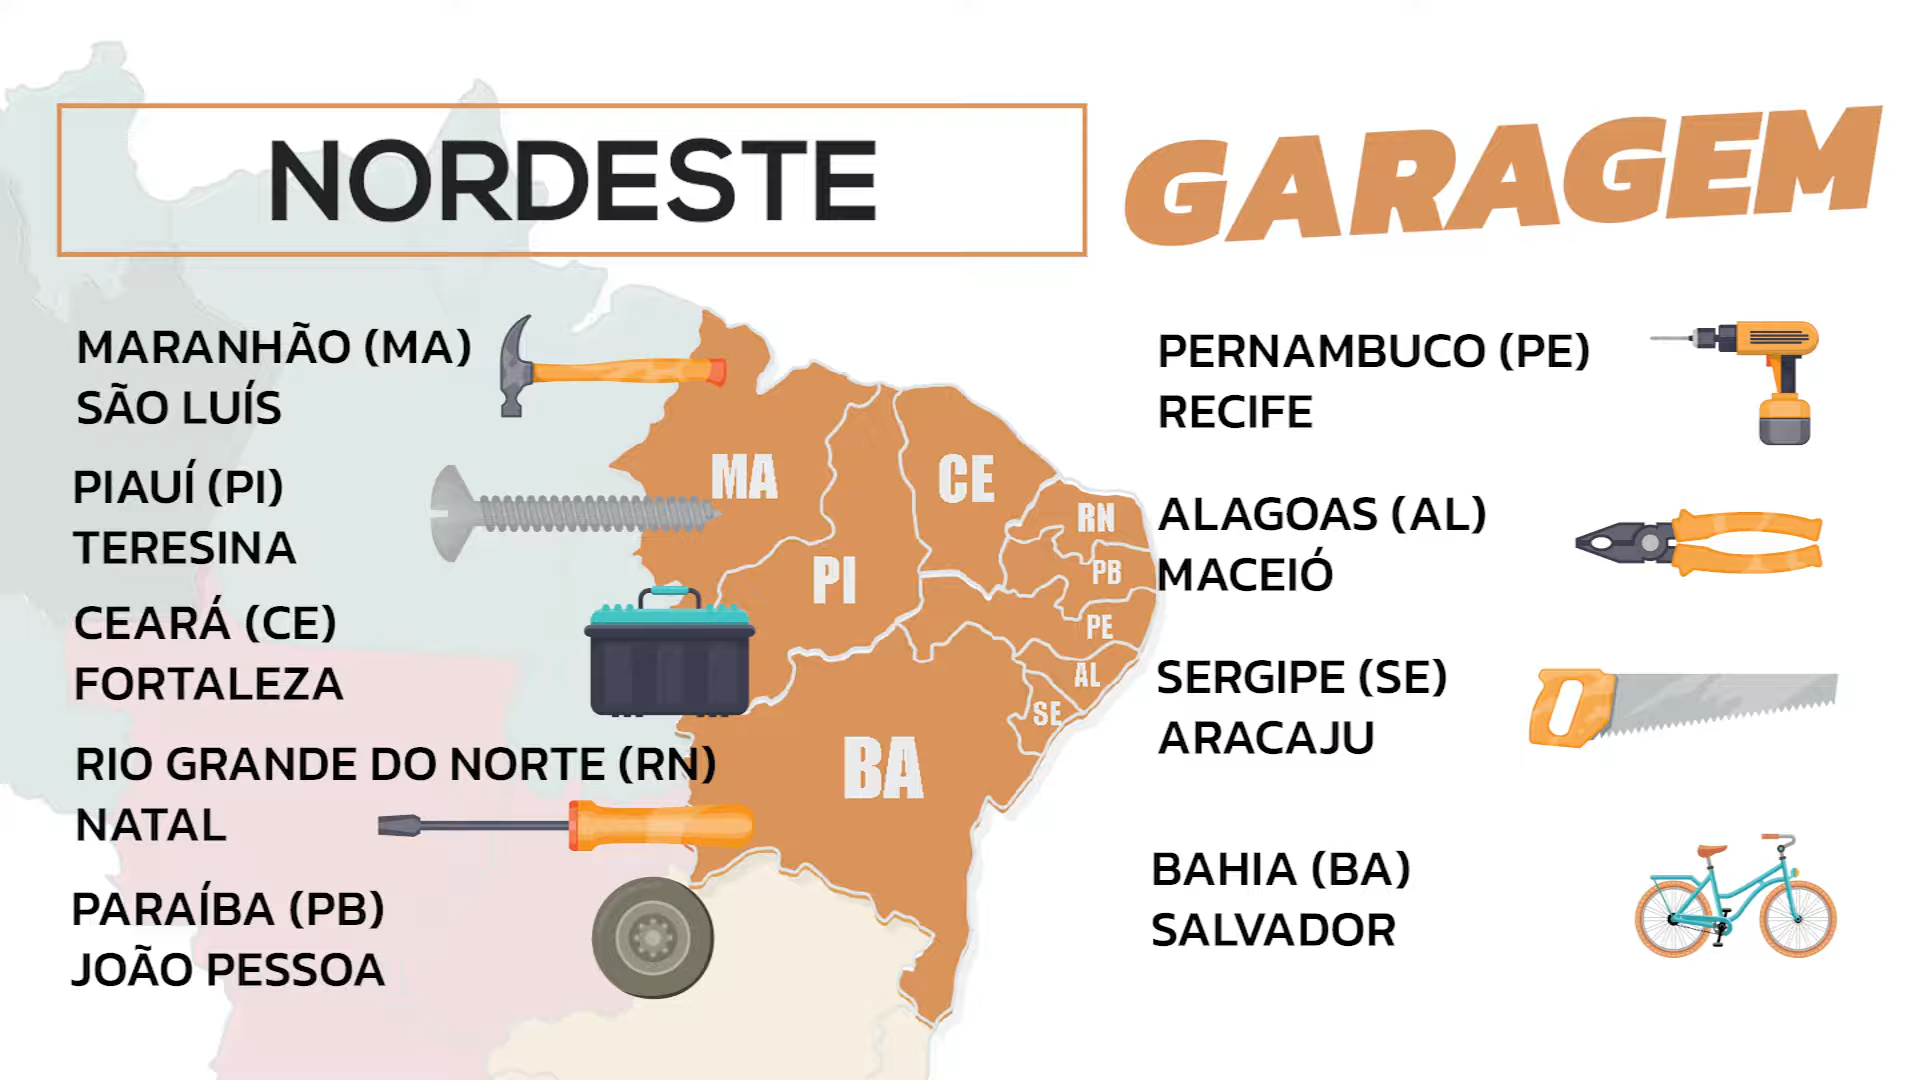 NORDESTE
GARAGEM
MARANHÃO (MA)
SÃO LUÍS
PIAUÍ (PI)
TERESINA
CEARÁ (CE)
FORTALEZA
RIO GRANDE DO NORTE (RN)
NATAL
PARAÍBA (PB)
JOÃO PESSOA
MA
CE
RN
PI
PB
PE
AL
SE
BA
PERNAMBUCO (PE)
RECIFE
ALAGOAS (AL)
MACEIÓ
SERGIPE (SE)
ARACAJU
BAHIA (BA)
SALVADOR